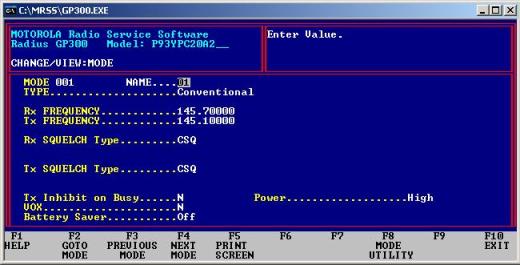 C:\MRSS\GP300.EXE
MOTOROLA Radio Service Software
Radius GP300   Model: P93YPC20A2__
Enter Value.
CHANGE/VIEW:MODE
MODE 001        NAME....01
TYPE....................Conventional
Rx FREQUENCY............145.70000
Tx FREQUENCY............145.10000
Rx SQUELCH Type.........CSQ
Tx SQUELCH Type.........CSQ
Tx Inhibit on Busy......N          Power...................High
VOX.....................N
Battery Saver...........Off
F1 F2 F3 F4 F5 F6 F7 F8 F9 F10
HELP GOTO PREVIOUS NEXT PRINT MODE EXIT
MODE MODE MODE SCREEN UTILITY